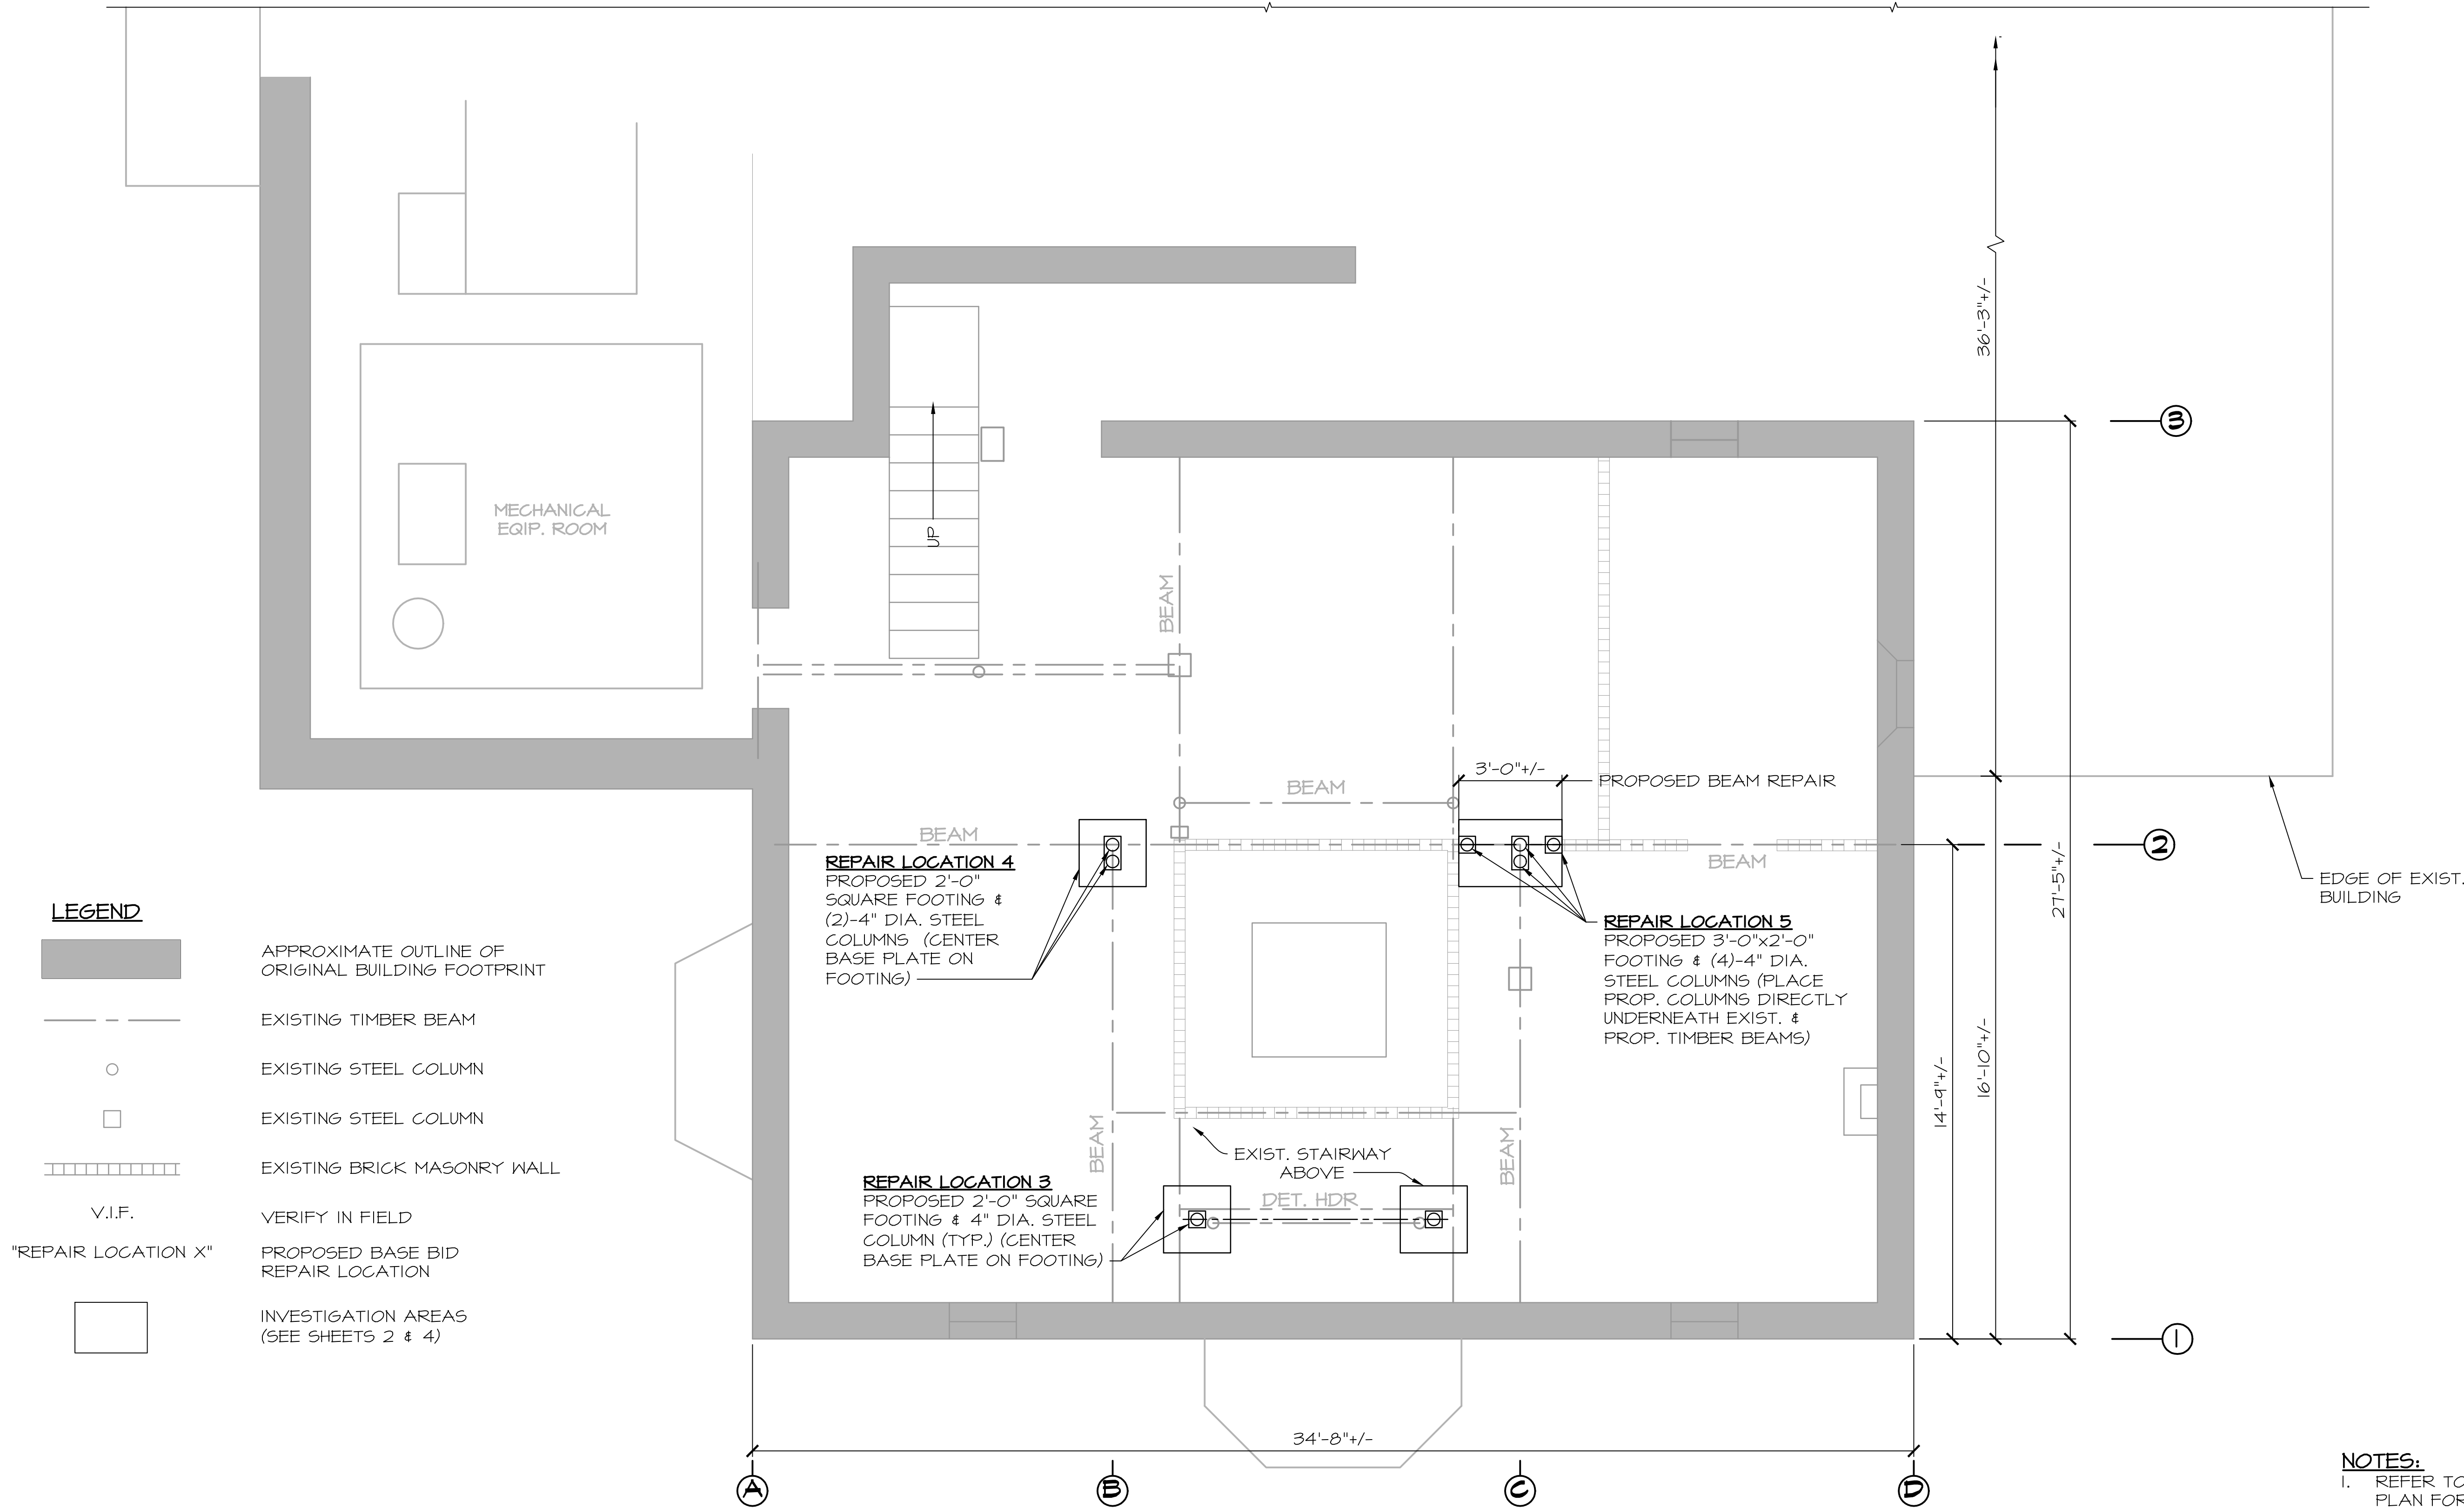 36'-3"+/-
3
MECHANICAL
EQIP. ROOM
UP
BEAM
3'-0"+/-
PROPOSED BEAM REPAIR
BEAM
BEAM
2
BEAM
27'-5"+/-
REPAIR LOCATION 4
PROPOSED 2'-0"
SQUARE FOOTING &
(2)-4" DIA. STEEL
COLUMNS (CENTER
BASE PLATE ON
FOOTING)
EDGE OF EXIST.
BUILDING
REPAIR LOCATION 5
PROPOSED 3'-0"x2'-0"
FOOTING & (4)-4" DIA.
STEEL COLUMNS (PLACE
PROP. COLUMNS DIRECTLY
UNDERNEATH EXIST. &
PROP. TIMBER BEAMS)
14'-9"+/-
16'-10"+/-
LEGEND
APPROXIMATE OUTLINE OF
ORIGINAL BUILDING FOOTPRINT
EXISTING TIMBER BEAM
EXISTING STEEL COLUMN
EXISTING STEEL COLUMN
EXISTING BRICK MASONRY WALL
V.I.F.
VERIFY IN FIELD
"REPAIR LOCATION X"
PROPOSED BASE BID
REPAIR LOCATION
INVESTIGATION AREAS
(SEE SHEETS 2 & 4)
BEAM
BEAM
EXIST. STAIRWAY
ABOVE
DET. HDR
REPAIR LOCATION 3
PROPOSED 2'-0" SQUARE
FOOTING & 4" DIA. STEEL
COLUMN (TYP.) (CENTER
BASE PLATE ON FOOTING)
1
34'-8"+/-
A
B
C
D
NOTES:
1. REFER TO
PLAN FOR